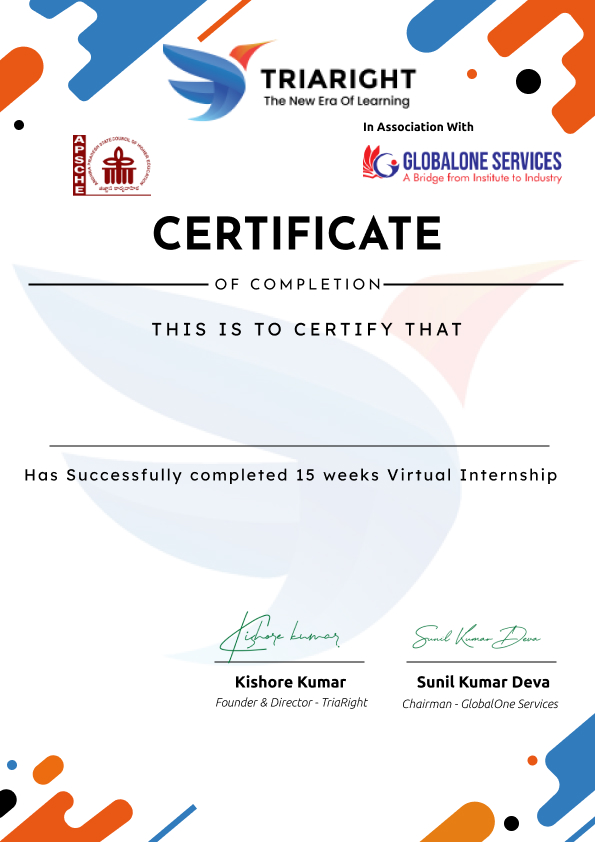 TRIARIGHT
The New Era Of Learning
In Association With
APSCHE
ANDHRA PRADESH STATE COUNCIL OF HIGHER EDUCATION
GLOBALONE SERVICES
A Bridge from Institute to Industry
CERTIFICATE
OF COMPLETION
THIS IS TO CERTIFY THAT
Has Successfully completed 15 weeks Virtual Internship
Kishore kumar
Sunil Kumar Deva
Kishore Kumar
Sunil Kumar Deva
Founder & Director - TriaRight
Chairman - GlobalOne Services